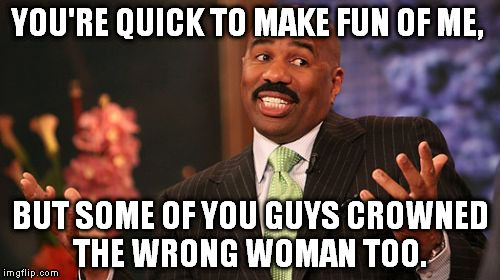 YOU'RE QUICK TO MAKE FUN OF ME,
BUT SOME OF YOU GUYS CROWNED
THE WRONG WOMAN TOO.
imgflip.com